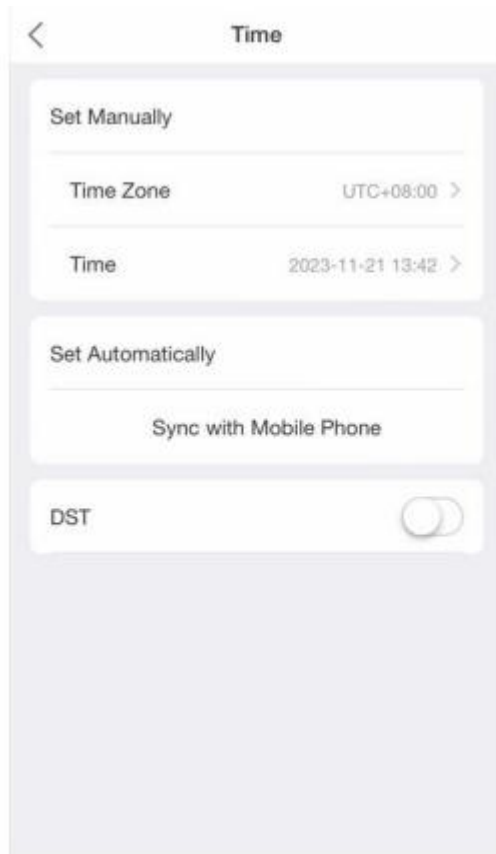 Time
Set Manually
Time Zone UTC+08:00
Time 2023-11-21 13:42
Set Automatically
Sync with Mobile Phone
DST